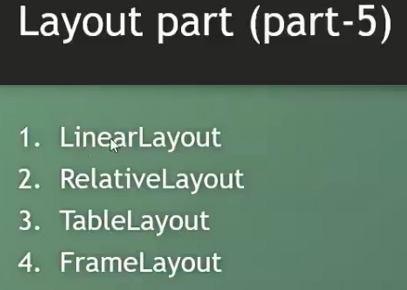 Layout part (part-5)
1. LinearLayout
2. RelativeLayout
3. TableLayout
4. FrameLayout